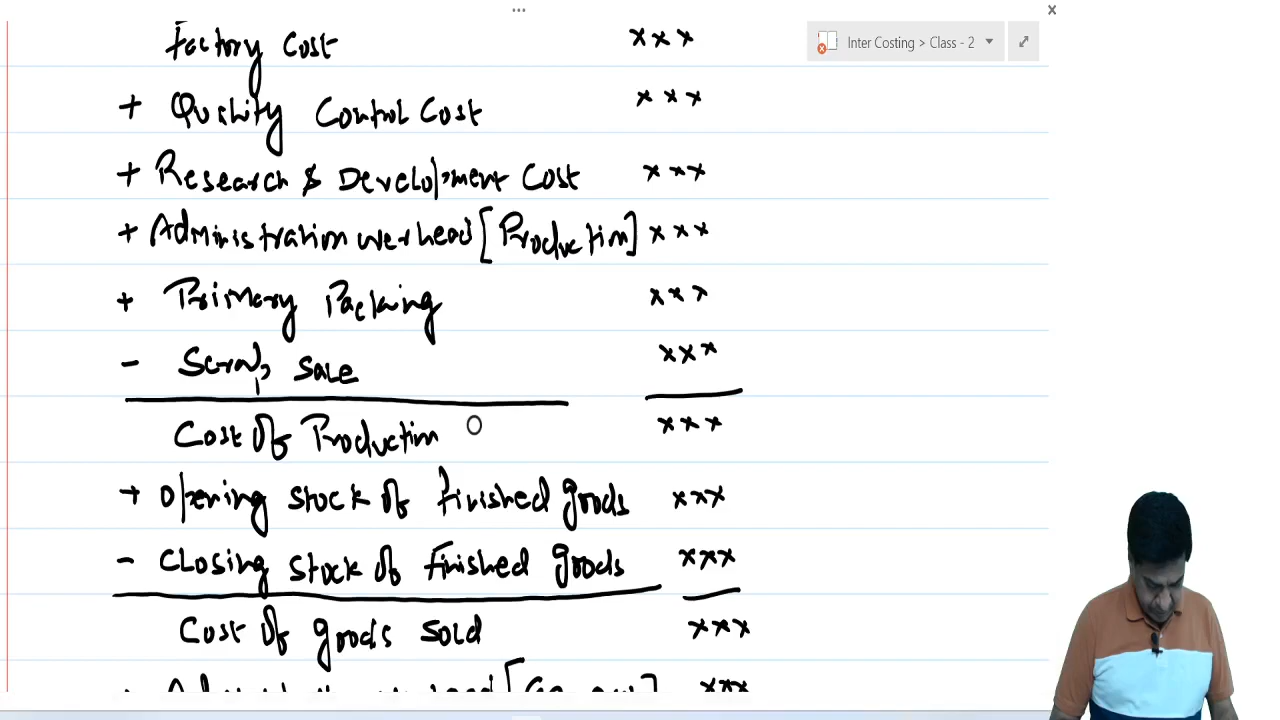 Inter Costing > Class - 2
Factory Cost xxx
+ Quality Control Cost xxx
+ Research & Development Cost xxx
+ Administration overhead [Production] xxx
+ Primary Packing xxx
- Scrap Sale xxx
Cost Of Production xxx
+ Opening stock of finished goods xxx
- Closing stock of Finished goods xxx
Cost Of goods sold xxx
xxx